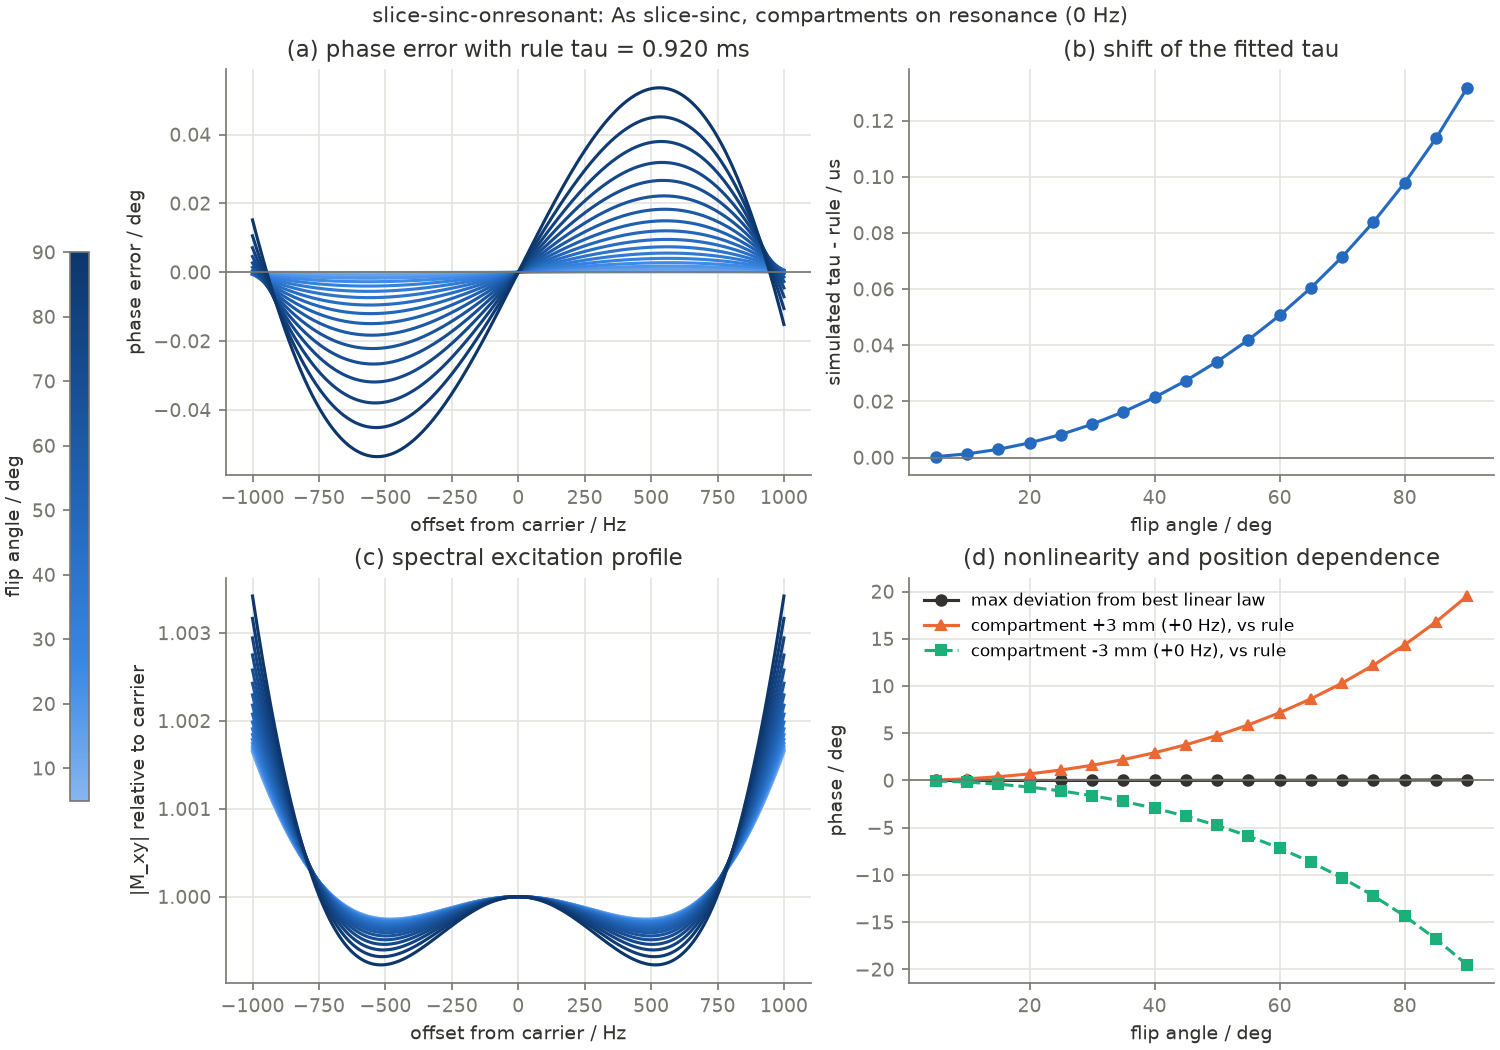 slice-sinc-onresonant: As slice-sinc, compartments on resonance (0 Hz)
(a) phase error with rule tau = 0.920 ms
phase error / deg
0.04
0.02
0.00
−0.02
−0.04
−1000 −750 −500 −250 0 250 500 750 1000
offset from carrier / Hz
(b) shift of the fitted tau
simulated tau - rule / us
0.12
0.10
0.08
0.06
0.04
0.02
0.00
20 40 60 80
flip angle / deg
flip angle / deg
90
80
70
60
50
40
30
20
10
(c) spectral excitation profile
|M_xy| relative to carrier
1.003
1.002
1.001
1.000
−1000 −750 −500 −250 0 250 500 750 1000
offset from carrier / Hz
(d) nonlinearity and position dependence
max deviation from best linear law
compartment +3 mm (+0 Hz), vs rule
compartment -3 mm (+0 Hz), vs rule
phase / deg
20
15
10
5
0
−5
−10
−15
−20
20 40 60 80
flip angle / deg